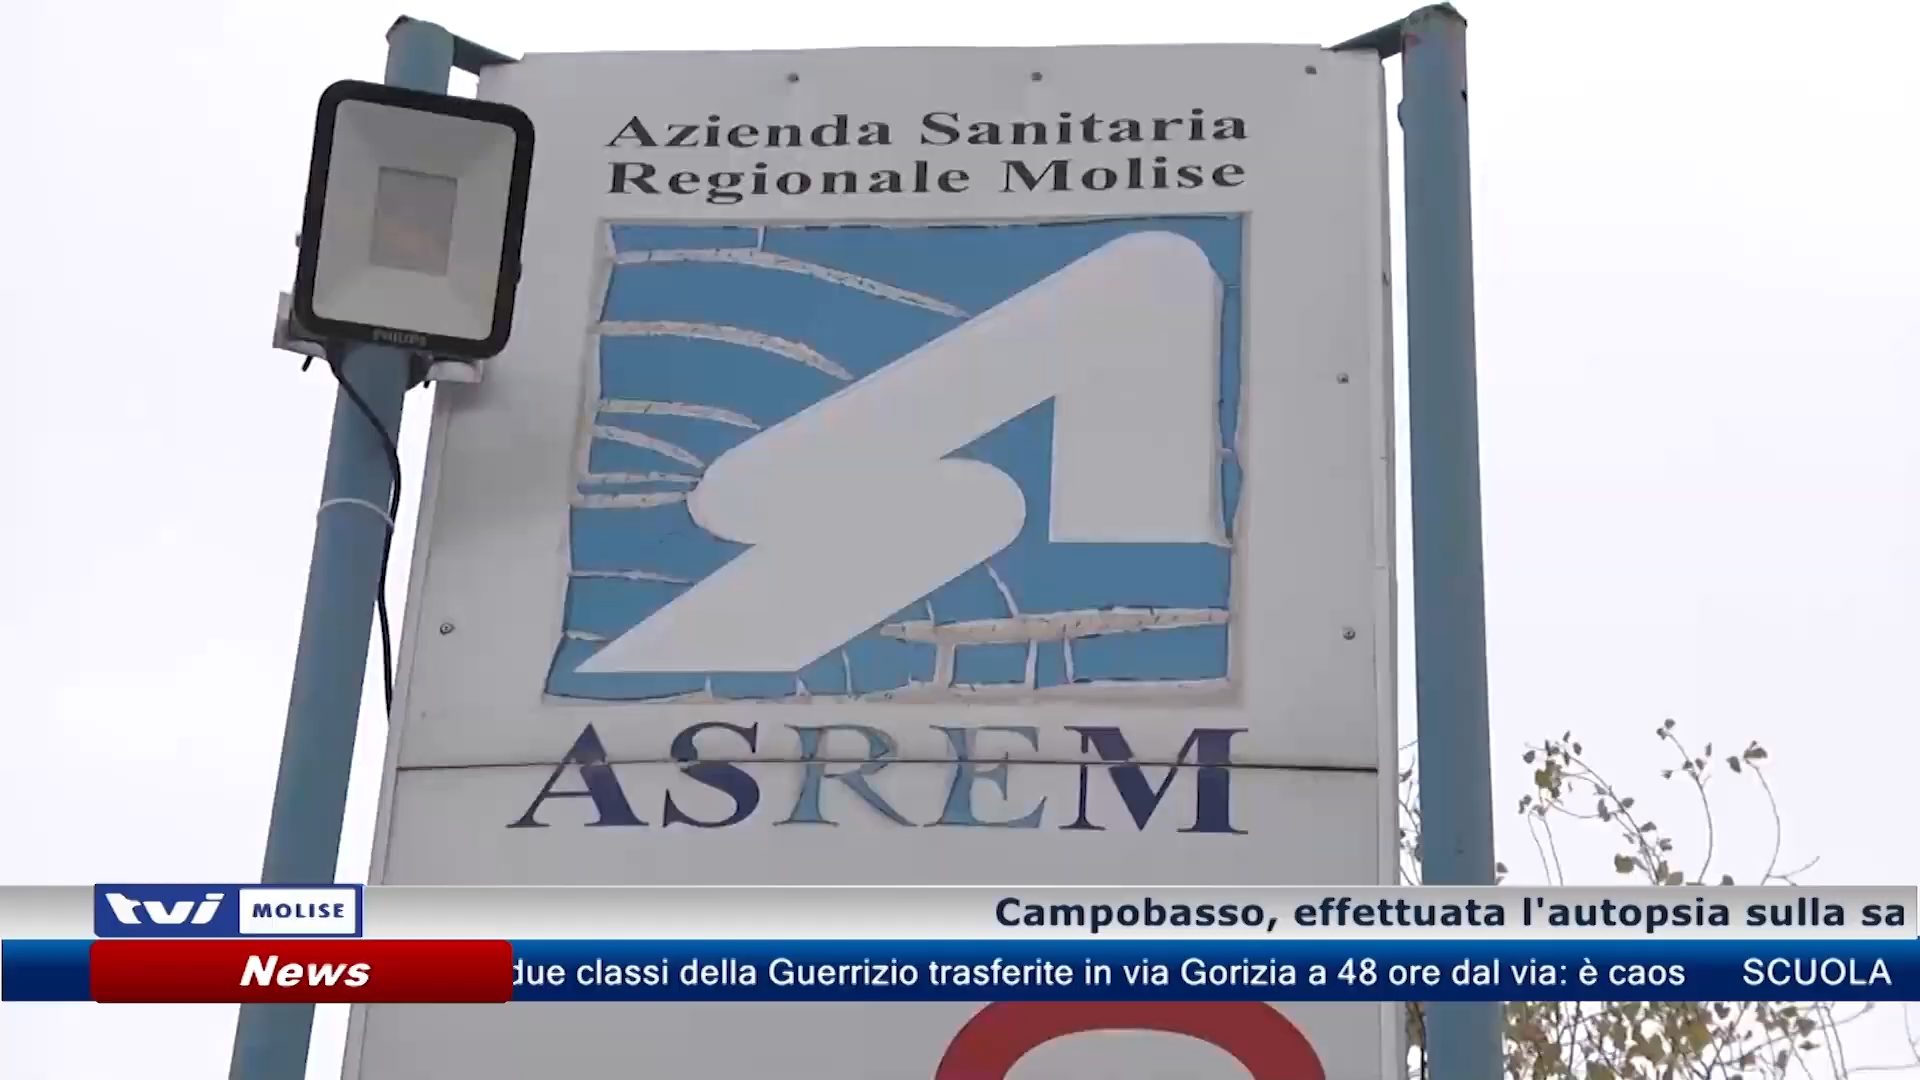 Azienda Sanitaria
Regionale Molise
PHILIPS
ASREM
tvi MOLISE
Campobasso, effettuata l'autopsia sulla sa
News
due classi della Guerrizio trasferite in via Gorizia a 48 ore dal via: è caos SCUOLA